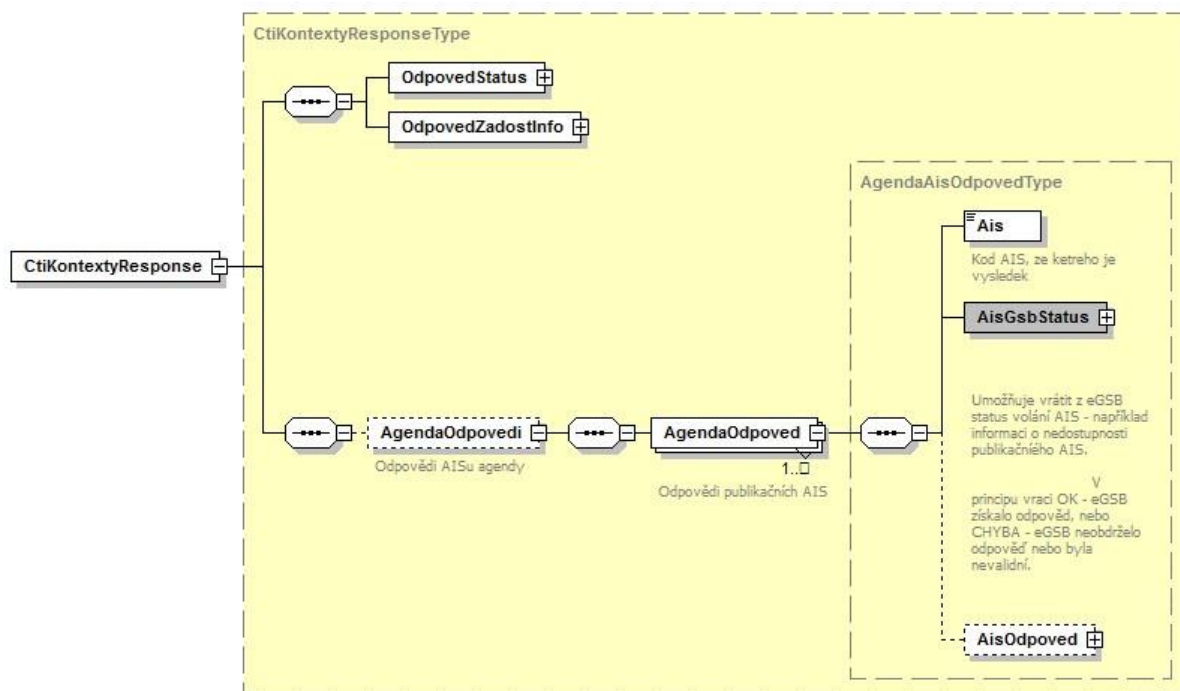 CtiKontextyResponseType
OdpovedStatus
OdpovedZadostInfo
AgendaAisOdpovedType
Ais
Kod AIS, ze ketreho je
vysledek
CtiKontextyResponse
AisGsbStatus
Umožňuje vrátit z eGSB
status volání AIS - například
informaci o nedostupnosti
publikačního AIS.
V
principu vraci OK - eGSB
získalo odpověd, nebo
CHYBA - eGSB neobdrželo
odpověď nebo byla
nevalidní.
AgendaOdpovedi
Odpovědi AISu agendy
AgendaOdpoved
1..□
Odpovědi publikačních AIS
AisOdpoved